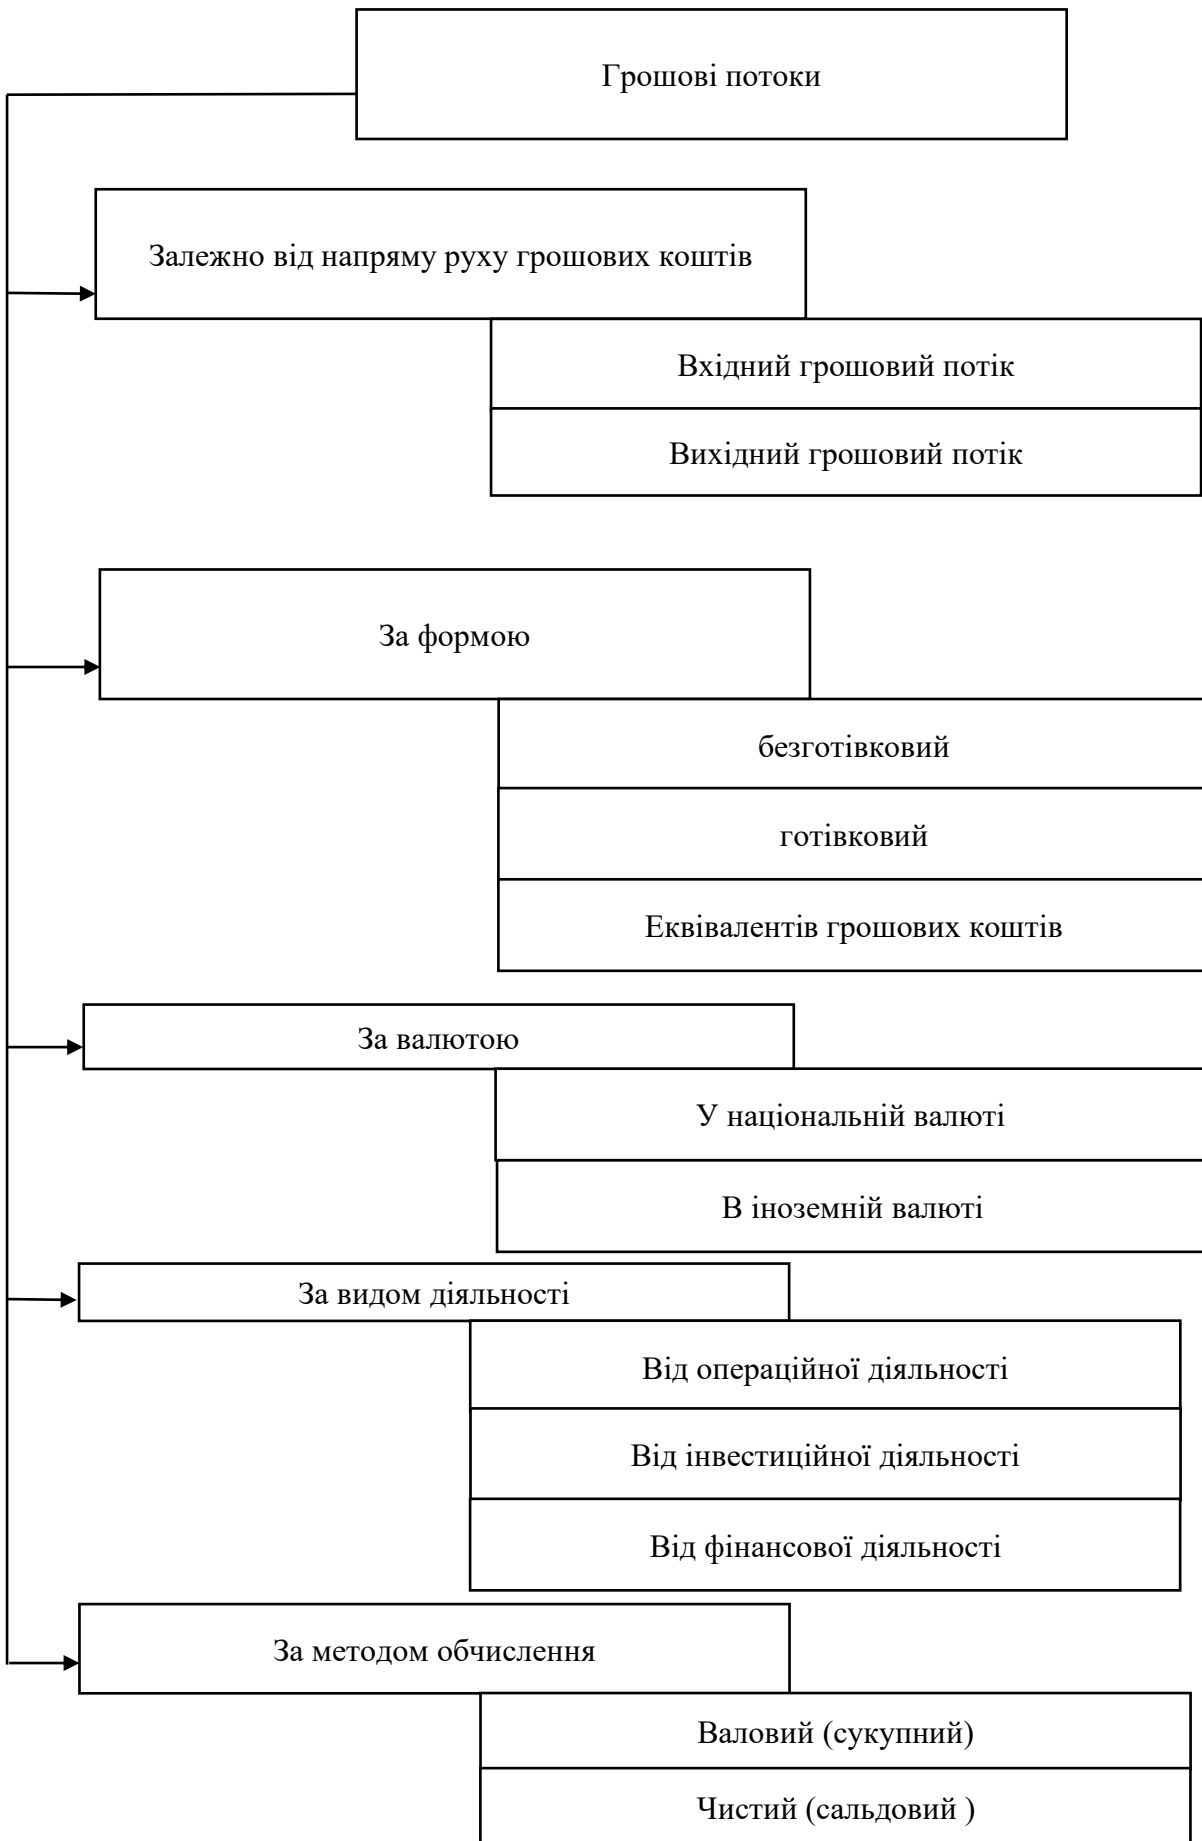 Грошові потоки
Залежно від напряму руху грошових коштів
Вхідний грошовий потік
Вихідний грошовий потік
За формою
безготівковий
готівковий
Еквівалентів грошових коштів
За валютою
У національній валюті
В іноземній валюті
За видом діяльності
Від операційної діяльності
Від інвестиційної діяльності
Від фінансової діяльності
За методом обчислення
Валовий (сукупний)
Чистий (сальдовий )